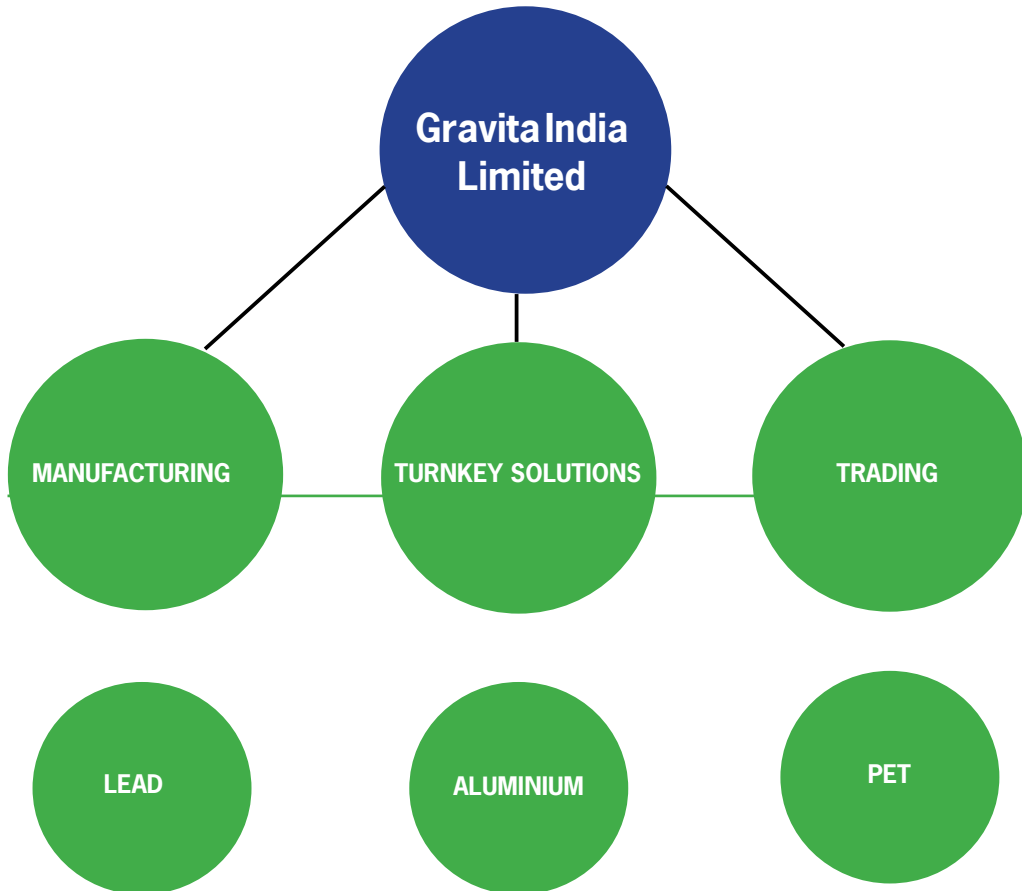 Gravita India
Limited
MANUFACTURING
TURNKEY SOLUTIONS
TRADING
LEAD
ALUMINIUM
PET